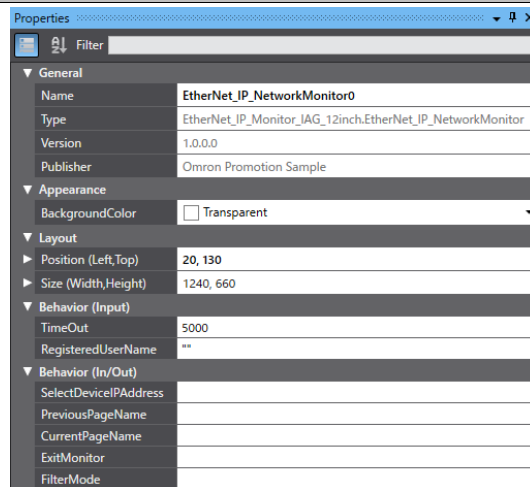 Properties
Filter
General
Name EtherNet_IP_NetworkMonitor0
Type EtherNet_IP_Monitor_IAG_12inch.EtherNet_IP_NetworkMonitor
Version 1.0.0.0
Publisher Omron Promotion Sample
Appearance
BackgroundColor Transparent
Layout
Position (Left,Top) 20, 130
Size (Width,Height) 1240, 660
Behavior (Input)
TimeOut 5000
RegisteredUserName ""
Behavior (In/Out)
SelectDeviceIPAddress
PreviousPageName
CurrentPageName
ExitMonitor
FilterMode